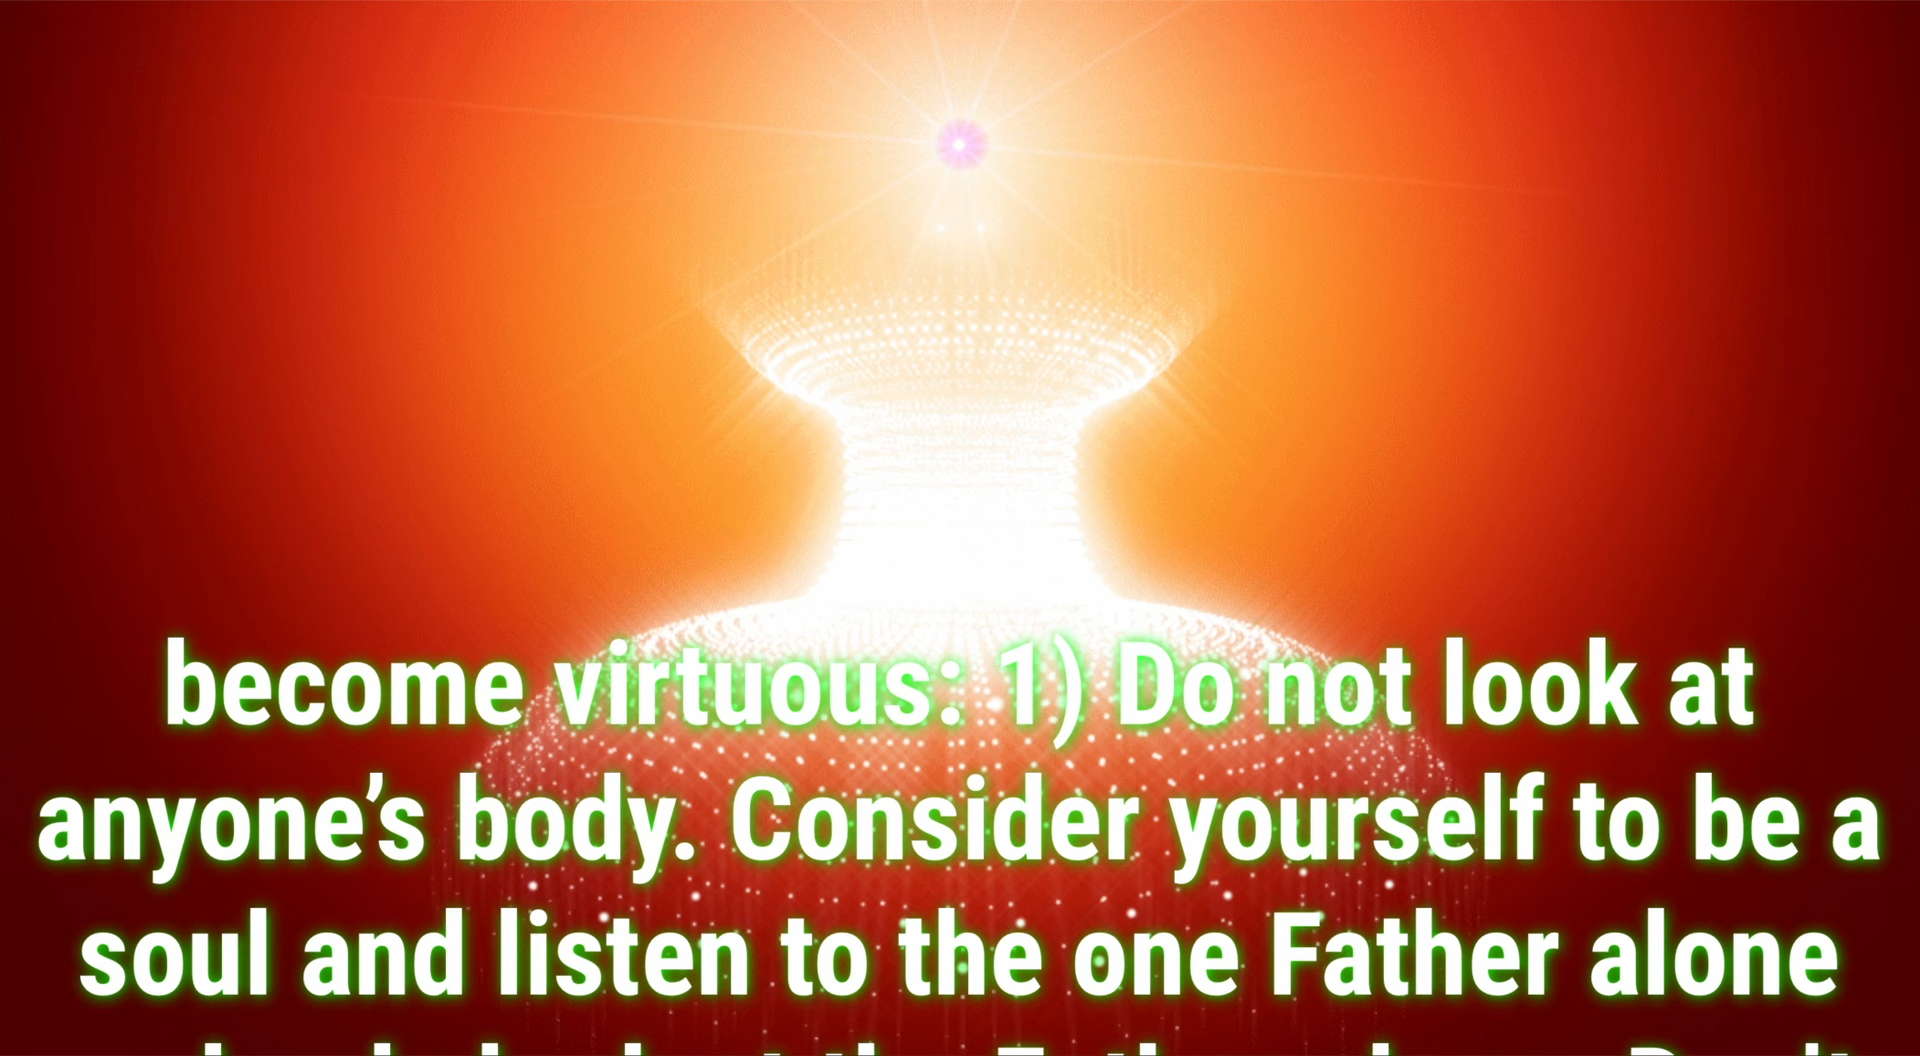 become virtuous: 1) Do not look at
anyone’s body. Consider yourself to be a
soul and listen to the one Father alone